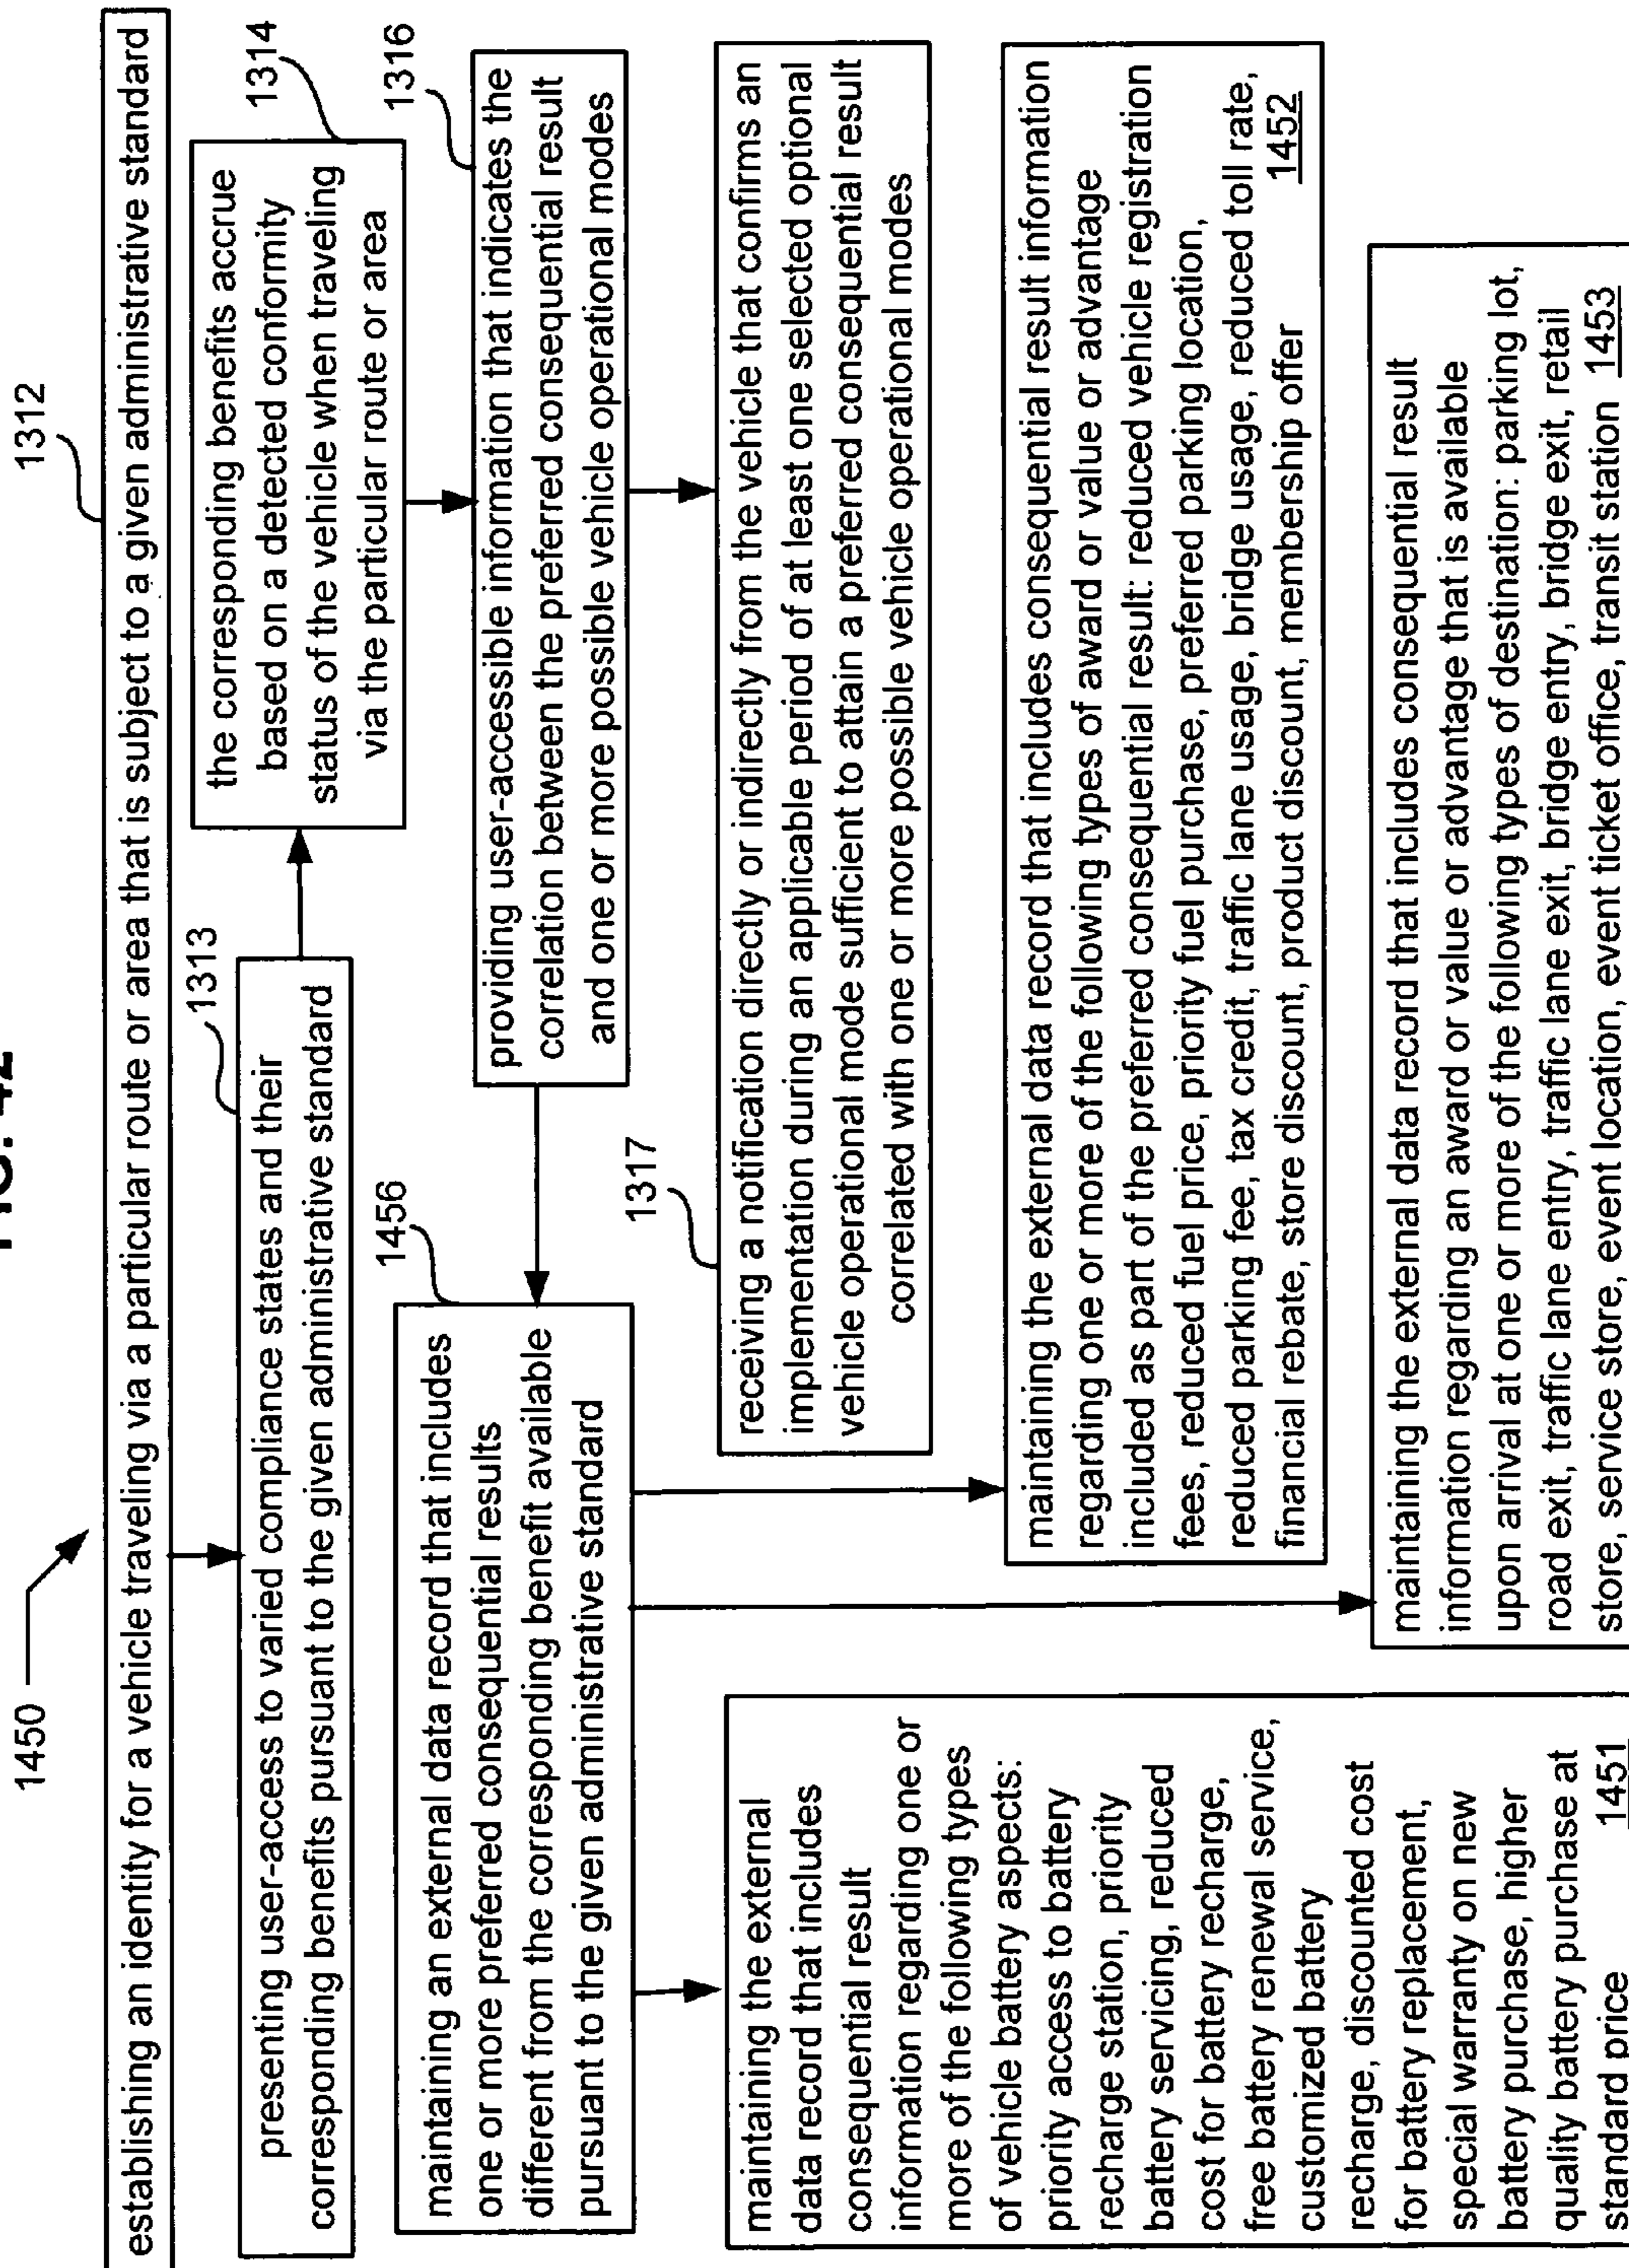 FIG. 42
1450
1312
establishing an identity for a vehicle traveling via a particular route or area that is subject to a given administrative standard
1313
presenting user-access to varied compliance states and their
corresponding benefits pursuant to the given administrative standard
1314
the corresponding benefits accrue
based on a detected conformity
status of the vehicle when traveling
via the particular route or area
1316
providing user-accessible information that indicates the
correlation between the preferred consequential result
and one or more possible vehicle operational modes
1456
maintaining an external data record that includes
one or more preferred consequential results
different from the corresponding benefit available
pursuant to the given administrative standard
1317
receiving a notification directly or indirectly from the vehicle that confirms an
implementation during an applicable period of at least one selected optional
vehicle operational mode sufficient to attain a preferred consequential result
correlated with one or more possible vehicle operational modes
maintaining the external
data record that includes
consequential result
information regarding one or
more of the following types
of vehicle battery aspects:
priority access to battery
recharge station, priority
battery servicing, reduced
cost for battery recharge,
free battery renewal service,
customized battery
recharge, discounted cost
for battery replacement,
special warranty on new
battery purchase, higher
quality battery purchase at
standard price 1451
maintaining the external data record that includes consequential result information
regarding one or more of the following types of award or value or advantage
included as part of the preferred consequential result: reduced vehicle registration
fees, reduced fuel price, priority fuel purchase, preferred parking location,
reduced parking fee, tax credit, traffic lane usage, bridge usage, reduced toll rate,
financial rebate, store discount, product discount, membership offer 1452
maintaining the external data record that includes consequential result
information regarding an award or value or advantage that is available
upon arrival at one or more of the following types of destination: parking lot,
road exit, traffic lane entry, traffic lane exit, bridge entry, bridge exit, retail
store, service store, event location, event ticket office, transit station 1453